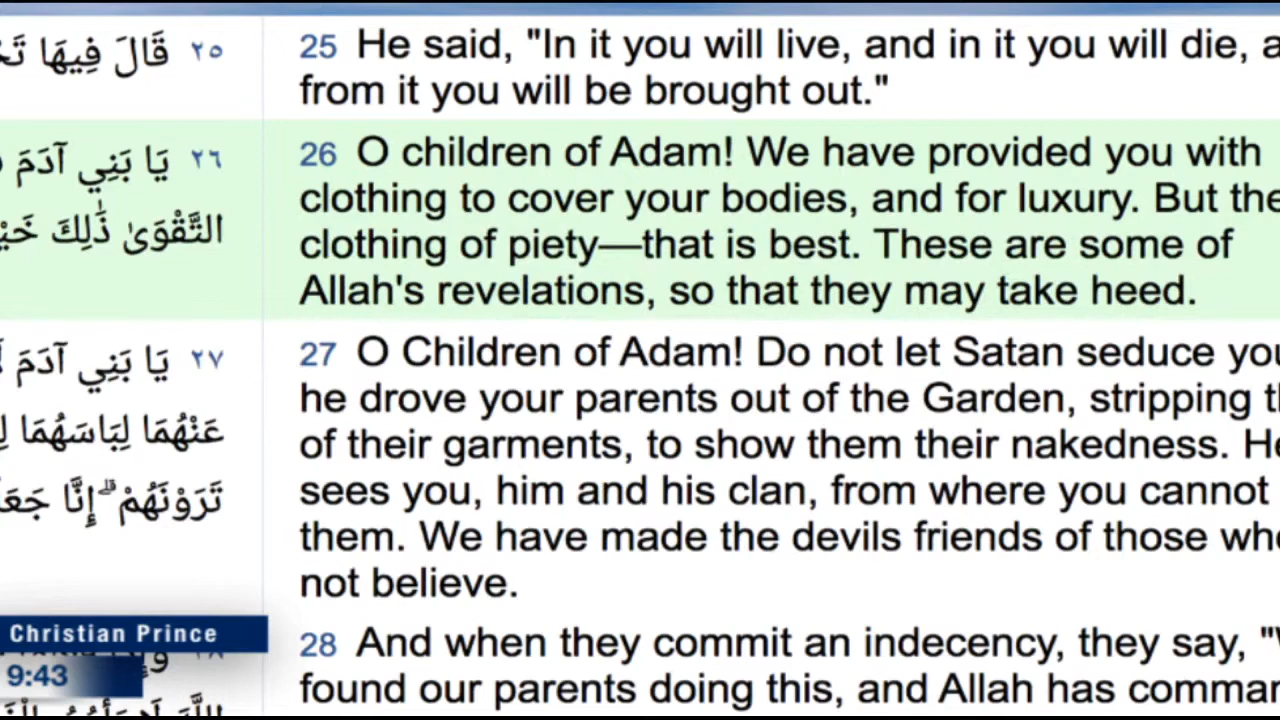 قَالَ فِيهَا ٢٥
25 He said, "In it you will live, and in it you will die, a
from it you will be brought out."
يَا بَنِي آدَمَ ٢٦
التَّقْوَىٰ ذَٰلِكَ
26 O children of Adam! We have provided you with
clothing to cover your bodies, and for luxury. But the
clothing of piety—that is best. These are some of
Allah's revelations, so that they may take heed.
يَا بَنِي آدَمَ ٢٧
عَنْهُمَا لِبَاسَهُمَا
تَرَوْنَهُمْ ۗ إِنَّا
27 O Children of Adam! Do not let Satan seduce you
he drove your parents out of the Garden, stripping th
of their garments, to show them their nakedness. He
sees you, him and his clan, from where you cannot
them. We have made the devils friends of those who
not believe.
28 And when they commit an indecency, they say, "W
found our parents doing this, and Allah has comman
Christian Prince
9:43